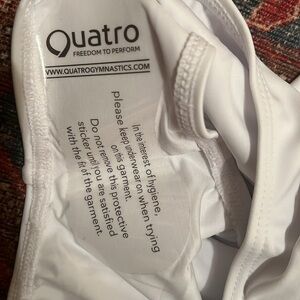 Quatro
FREEDOM TO PERFORM
WWW.QUATROGYMNASTICS.COM
In the interest of hygiene,
please keep underwear on when trying
on this garment.
Do not remove this protective
sticker until you are satisfied
with the fit of the garment.